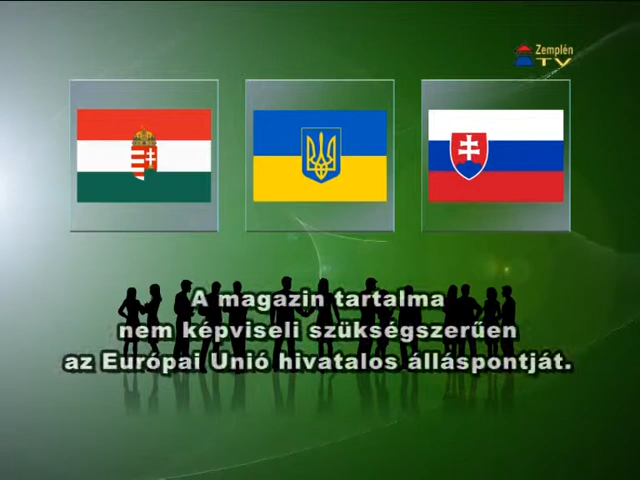 Zemplén
TV
A magazin tartalma
nem képviseli szükségszerűen
az Európai Unió hivatalos álláspontját.